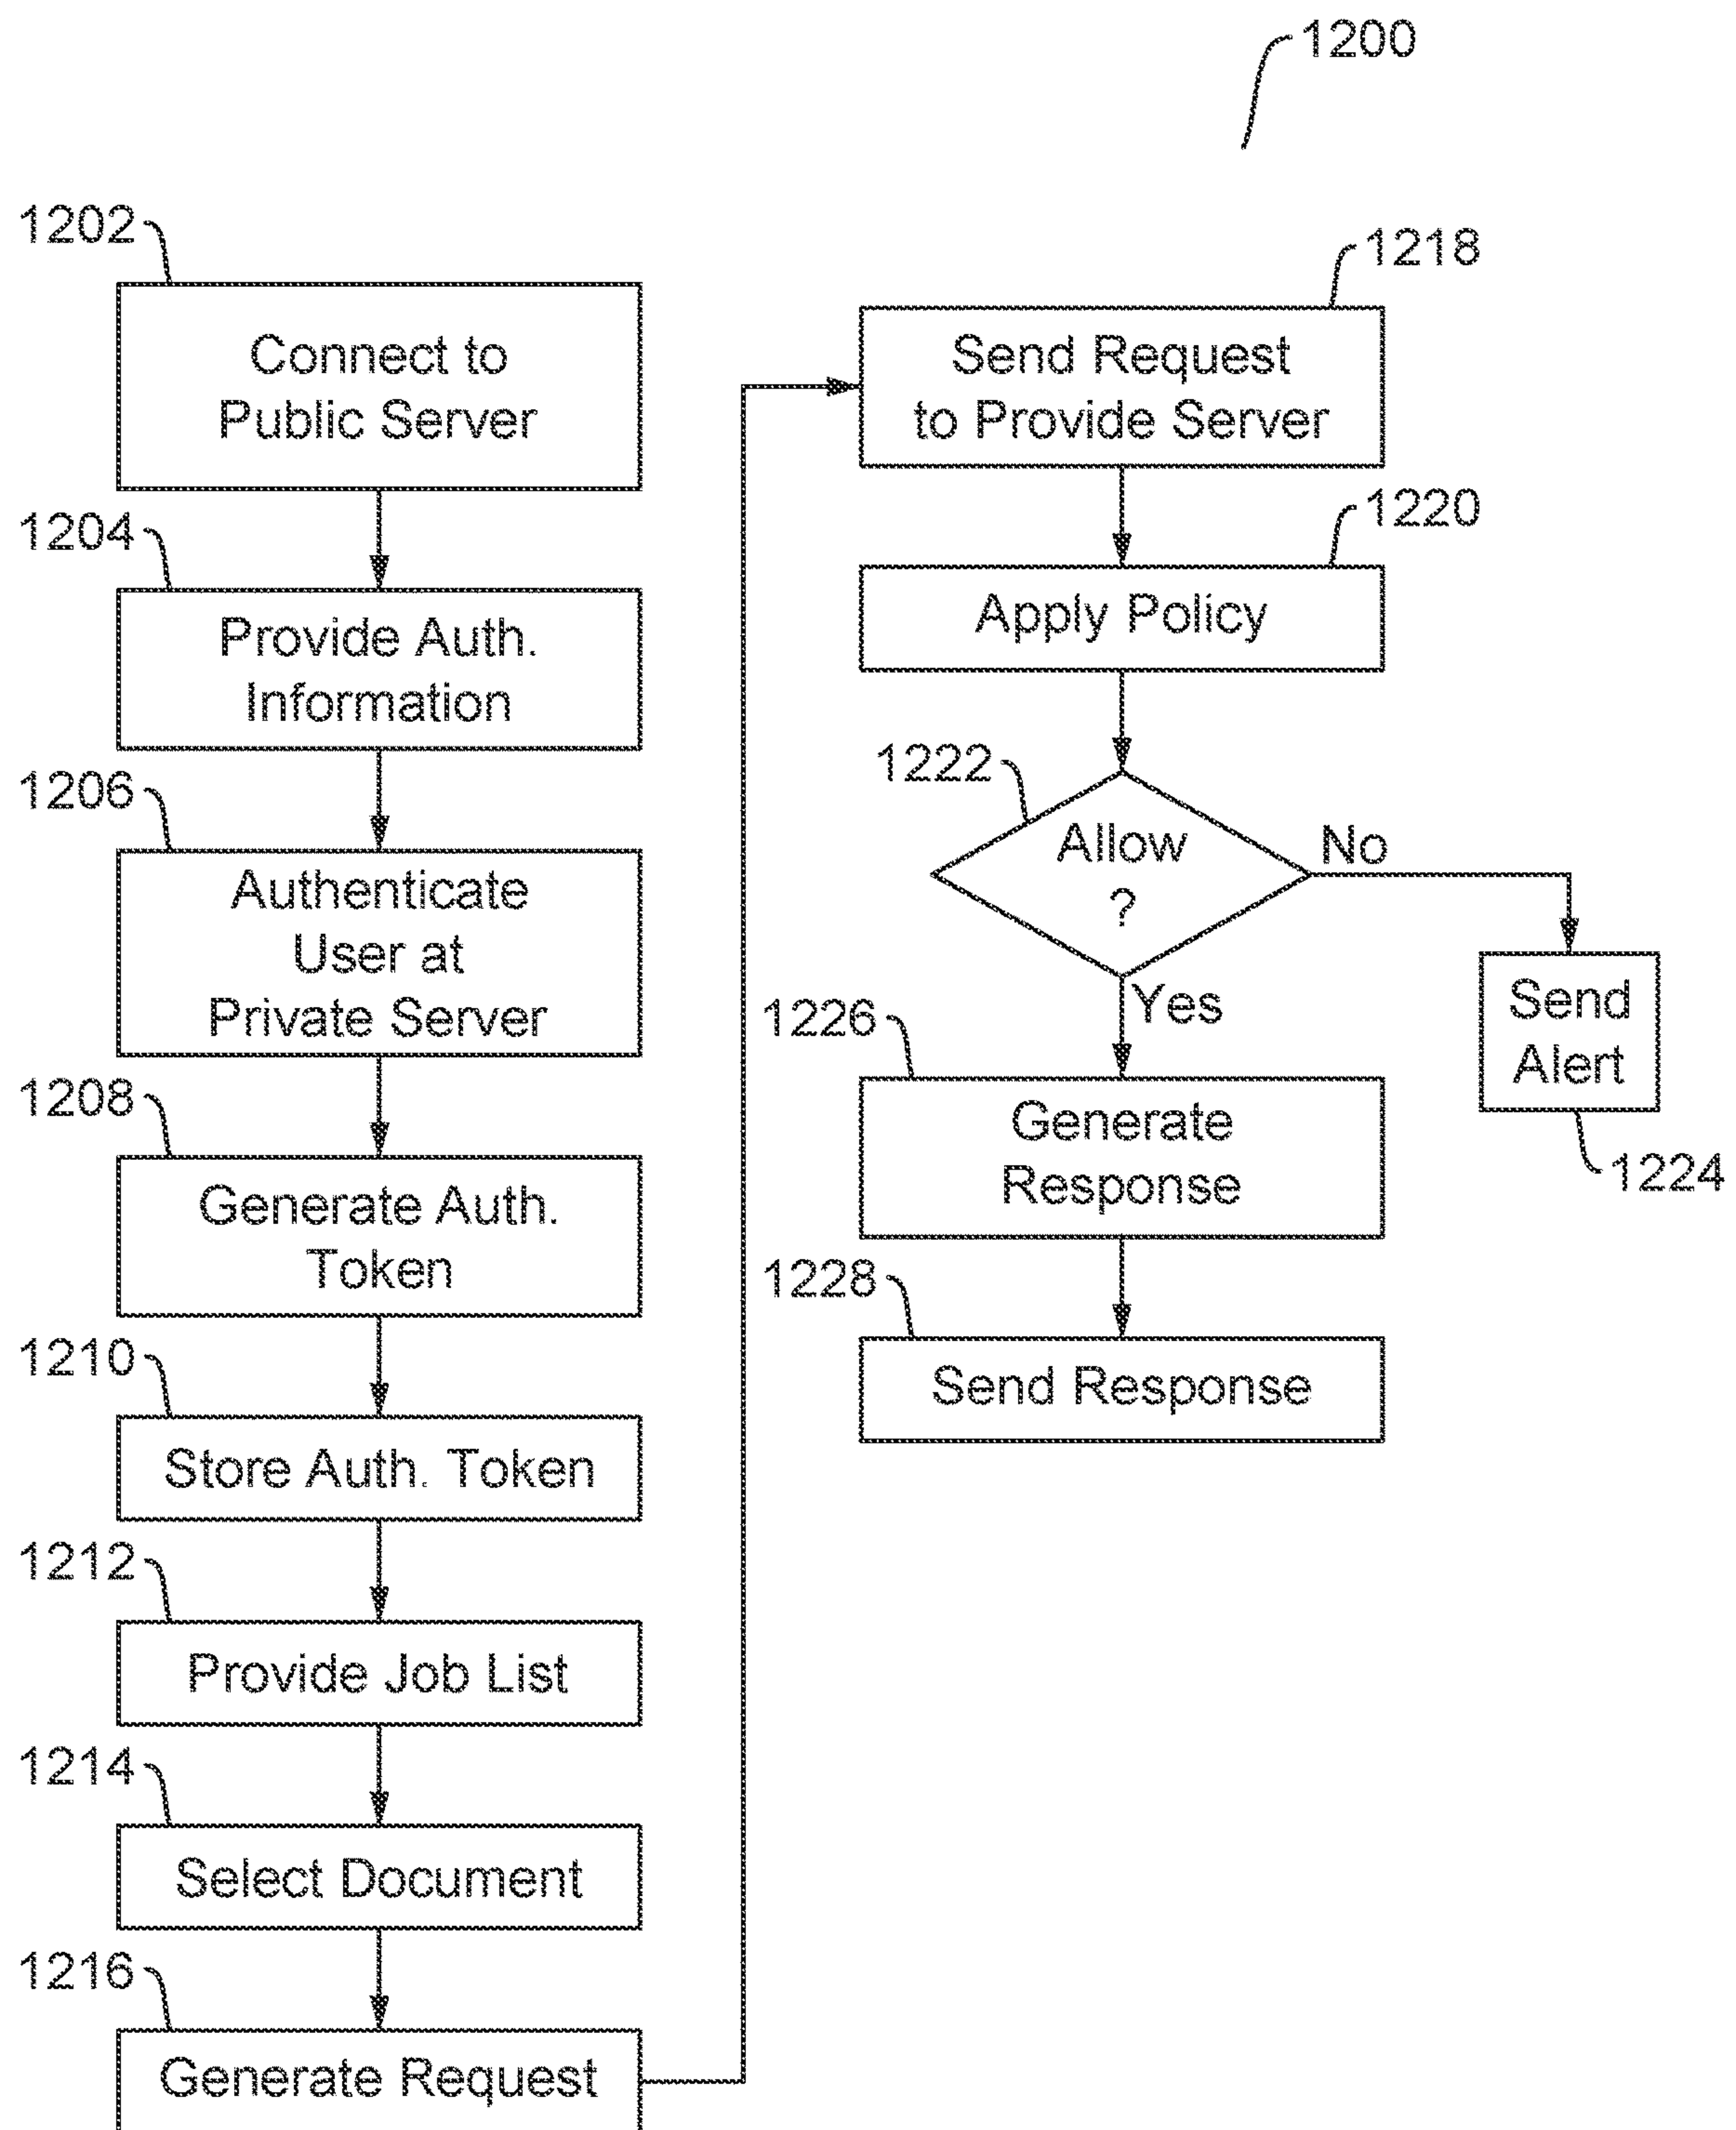 1200
1202
Connect to
Public Server
1204
Provide Auth.
Information
1206
Authenticate
User at
Private Server
1208
Generate Auth.
Token
1210
Store Auth. Token
1212
Provide Job List
1214
Select Document
1216
Generate Request
1218
Send Request
to Provide Server
1220
Apply Policy
1222
Allow
?
No
Send
Alert
1224
Yes
1226
Generate
Response
1228
Send Response